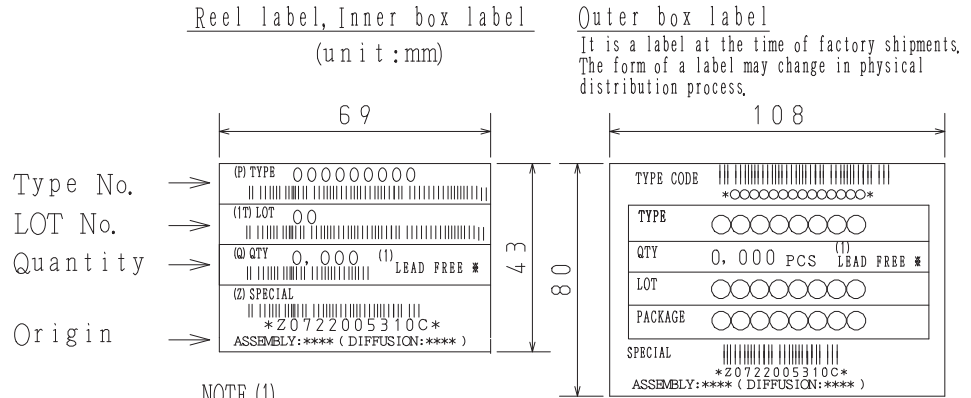 Reel label, Inner box label
(unit:mm)
Outer box label
It is a label at the time of factory shipments.
The form of a label may change in physical
distribution process.
69
108
Type No.
LOT No.
Quantity
Origin
(P) TYPE 000000000
(1T) LOT 00
(Q) QTY 0,000 (1) LEAD FREE *
(Z) SPECIAL
*Z0722005310C*
ASSEMBLY:**** (DIFFUSION:****)
43
80
TYPE CODE
*○○○○○○○○○○○○○*
TYPE ○○○○○○○○
QTY 0,000 PCS (1) LEAD FREE *
LOT ○○○○○○○○
PACKAGE ○○○○○○○○
SPECIAL
*Z0722005310C*
ASSEMBLY:**** (DIFFUSION:****)
NOTE (1)